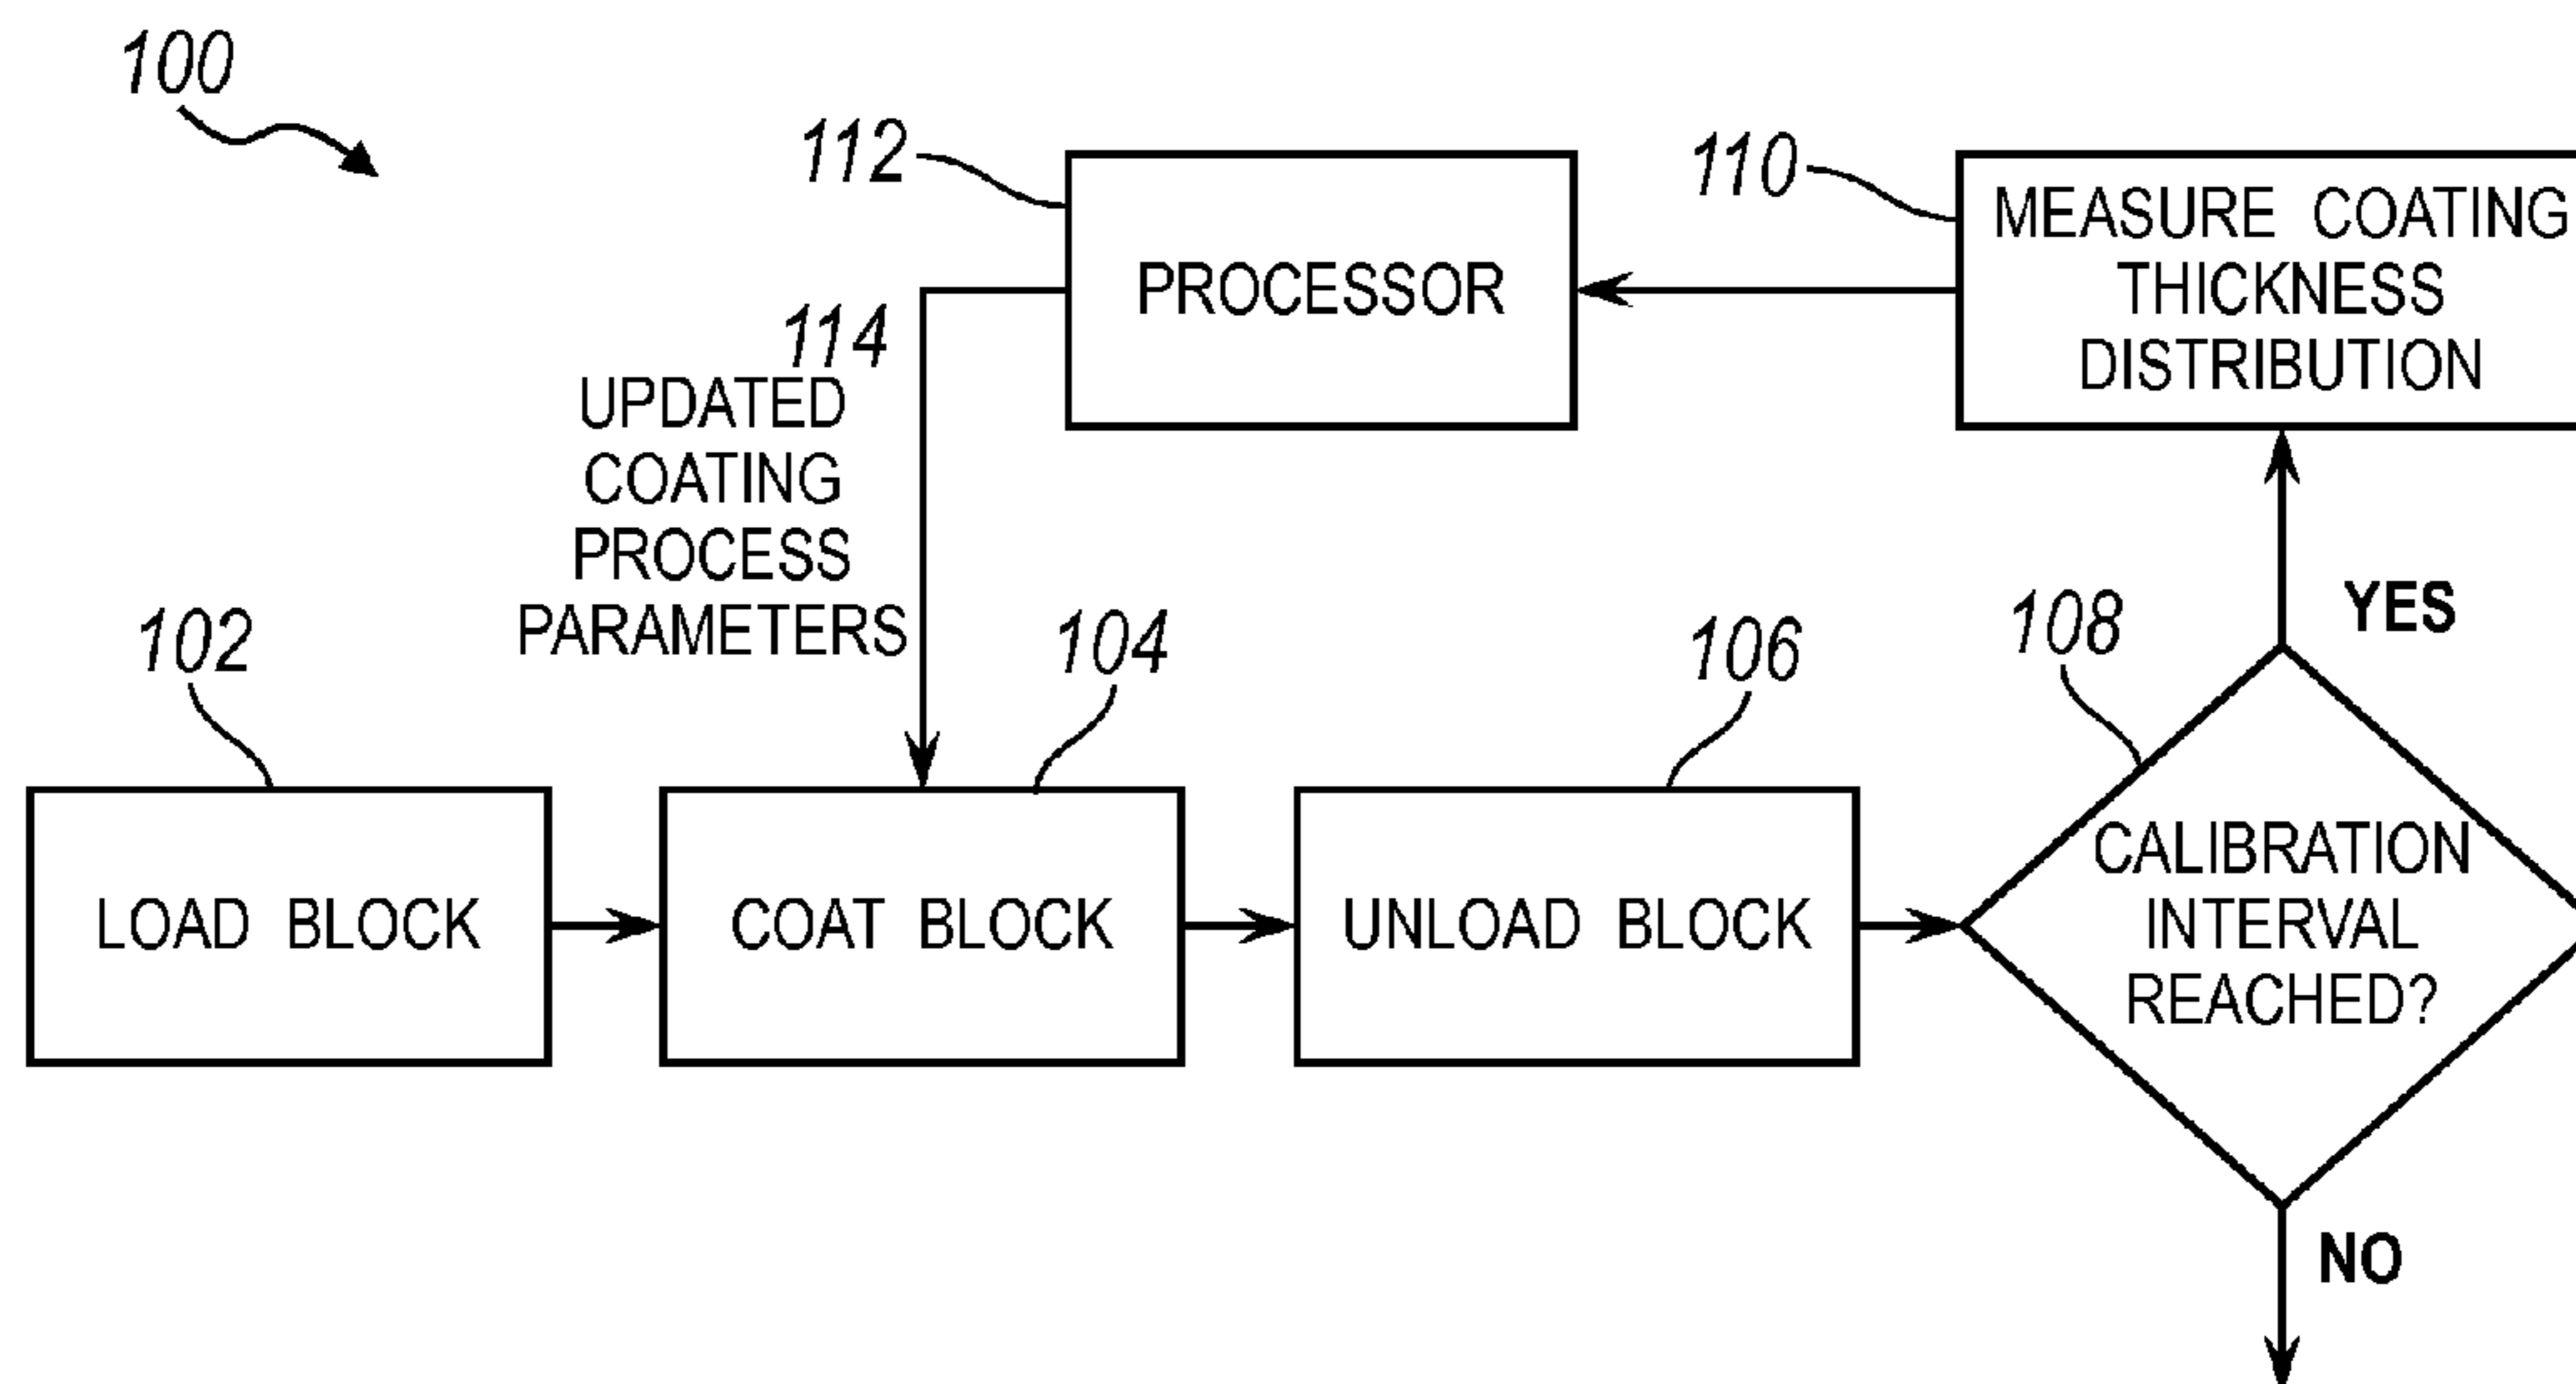 100
112
PROCESSOR
110
MEASURE COATING
THICKNESS
DISTRIBUTION
114
UPDATED
COATING
PROCESS
PARAMETERS
YES
102
LOAD BLOCK
104
COAT BLOCK
106
UNLOAD BLOCK
108
CALIBRATION
INTERVAL
REACHED?
NO